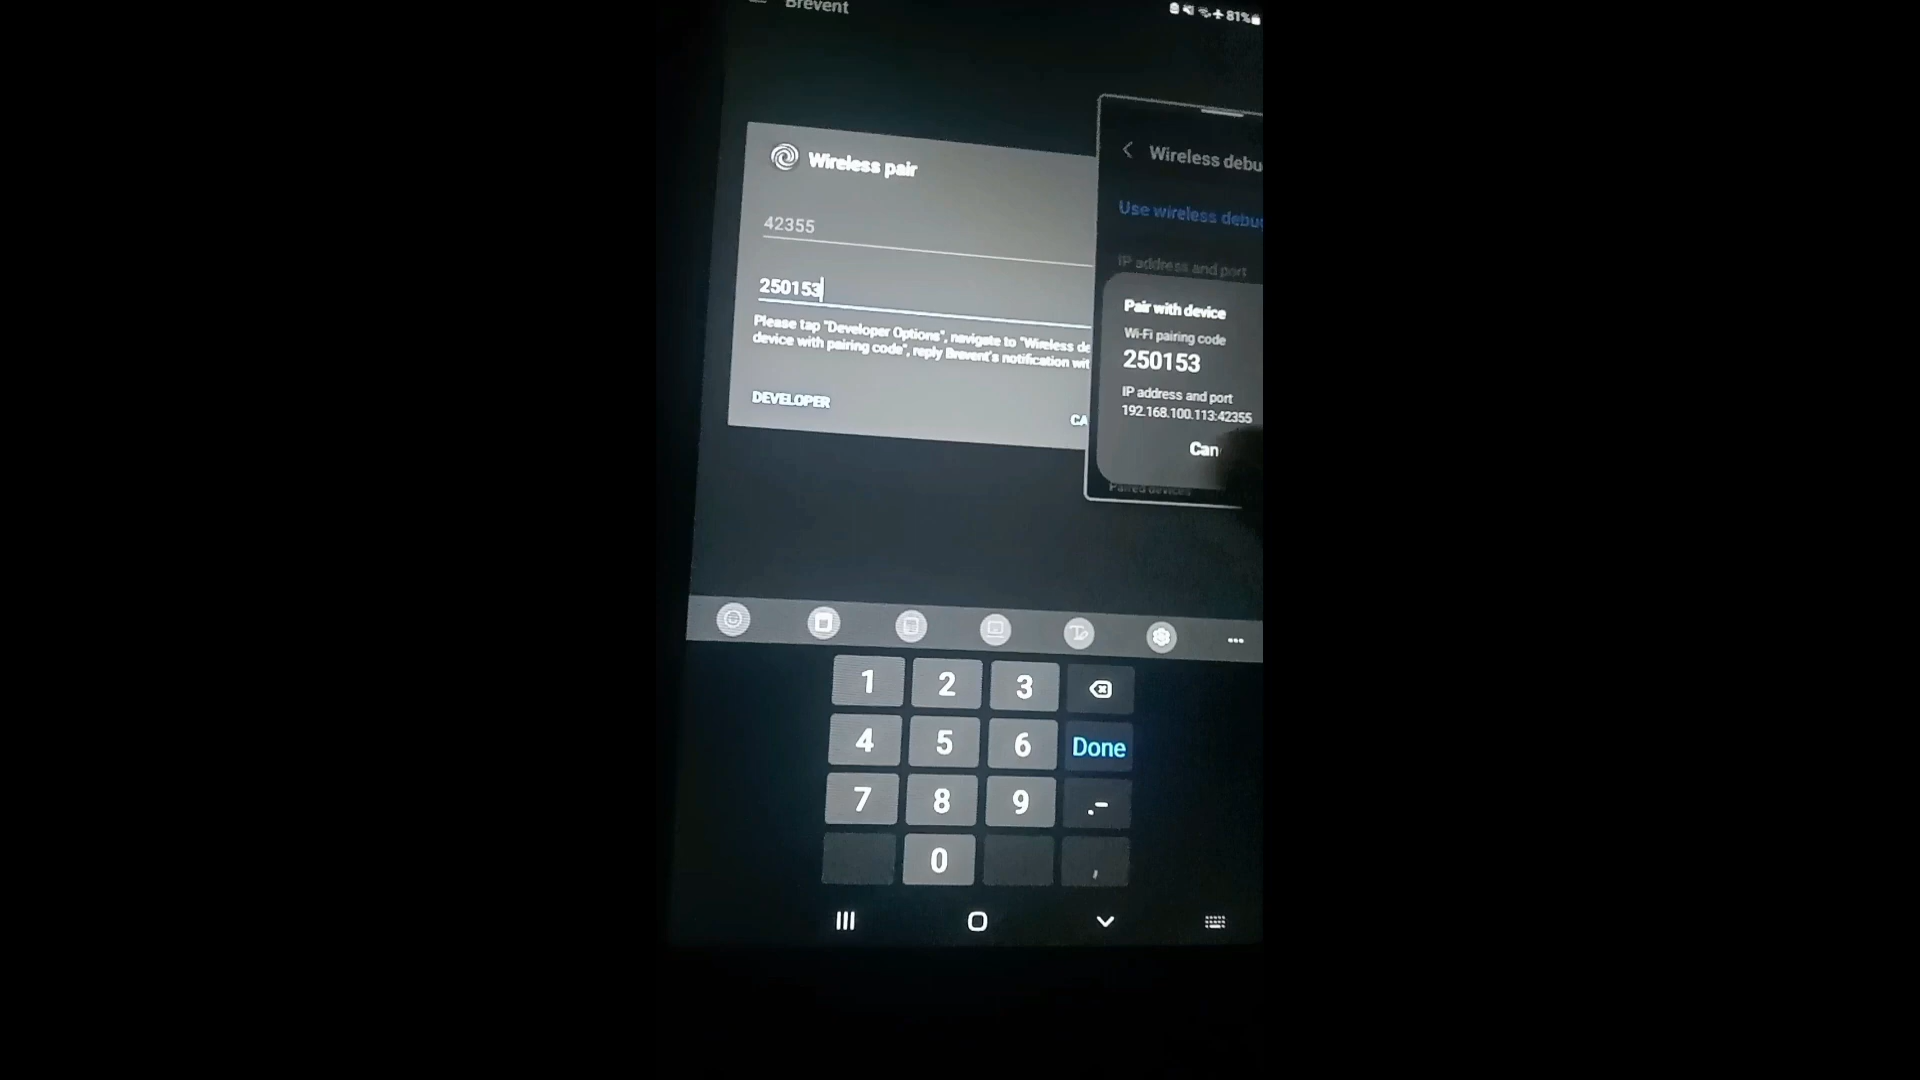 Brevent
81%
Wireless pair
42355
250153
Please tap "Developer Options", navigate to "Wireless de
device with pairing code", reply Brevent's notification wit
DEVELOPER
CA
Wireless debu
Use wireless debug
IP address and port
Pair with device
Wi-Fi pairing code
250153
IP address and port
192.168.100.113:42355
Can
Paired devices
1 2 3
4 5 6 Done
7 8 9 .-
0 ,